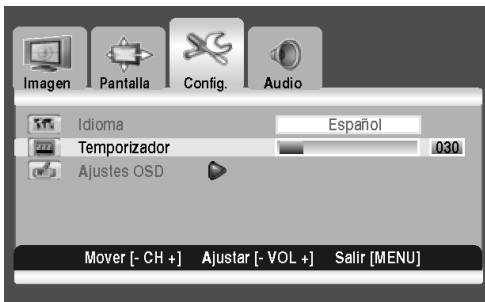 Imagen Pantalla Config. Audio
Idioma Español
Temporizador 030
Ajustes OSD
Mover [- CH +] Ajustar [- VOL +] Salir [MENU]